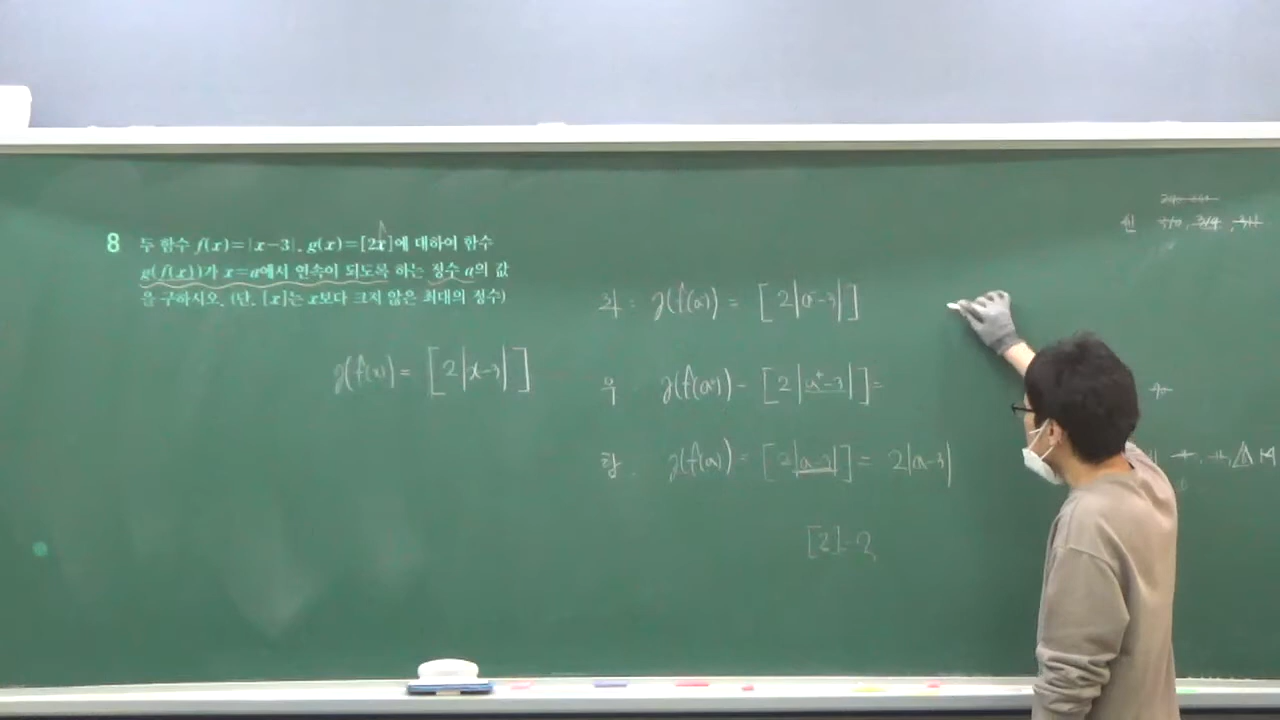 8 두 함수 f(x)=|x-3|, g(x)=[2x]에 대하여 함수
g(f(x))가 x=a에서 연속이 되도록 하는 정수 a의 값
을 구하시오. (단, [x]는 x보다 크지 않은 최대의 정수)
g(f(x)) = [2|x-3|]
좌 : g(f(a⁻)) = [2|a⁻-3|]
우 g(f(a⁺)) = [2|a⁺-3|] =
함. g(f(a)) = [2|a-3|] = 2|a-3|
[2]=2